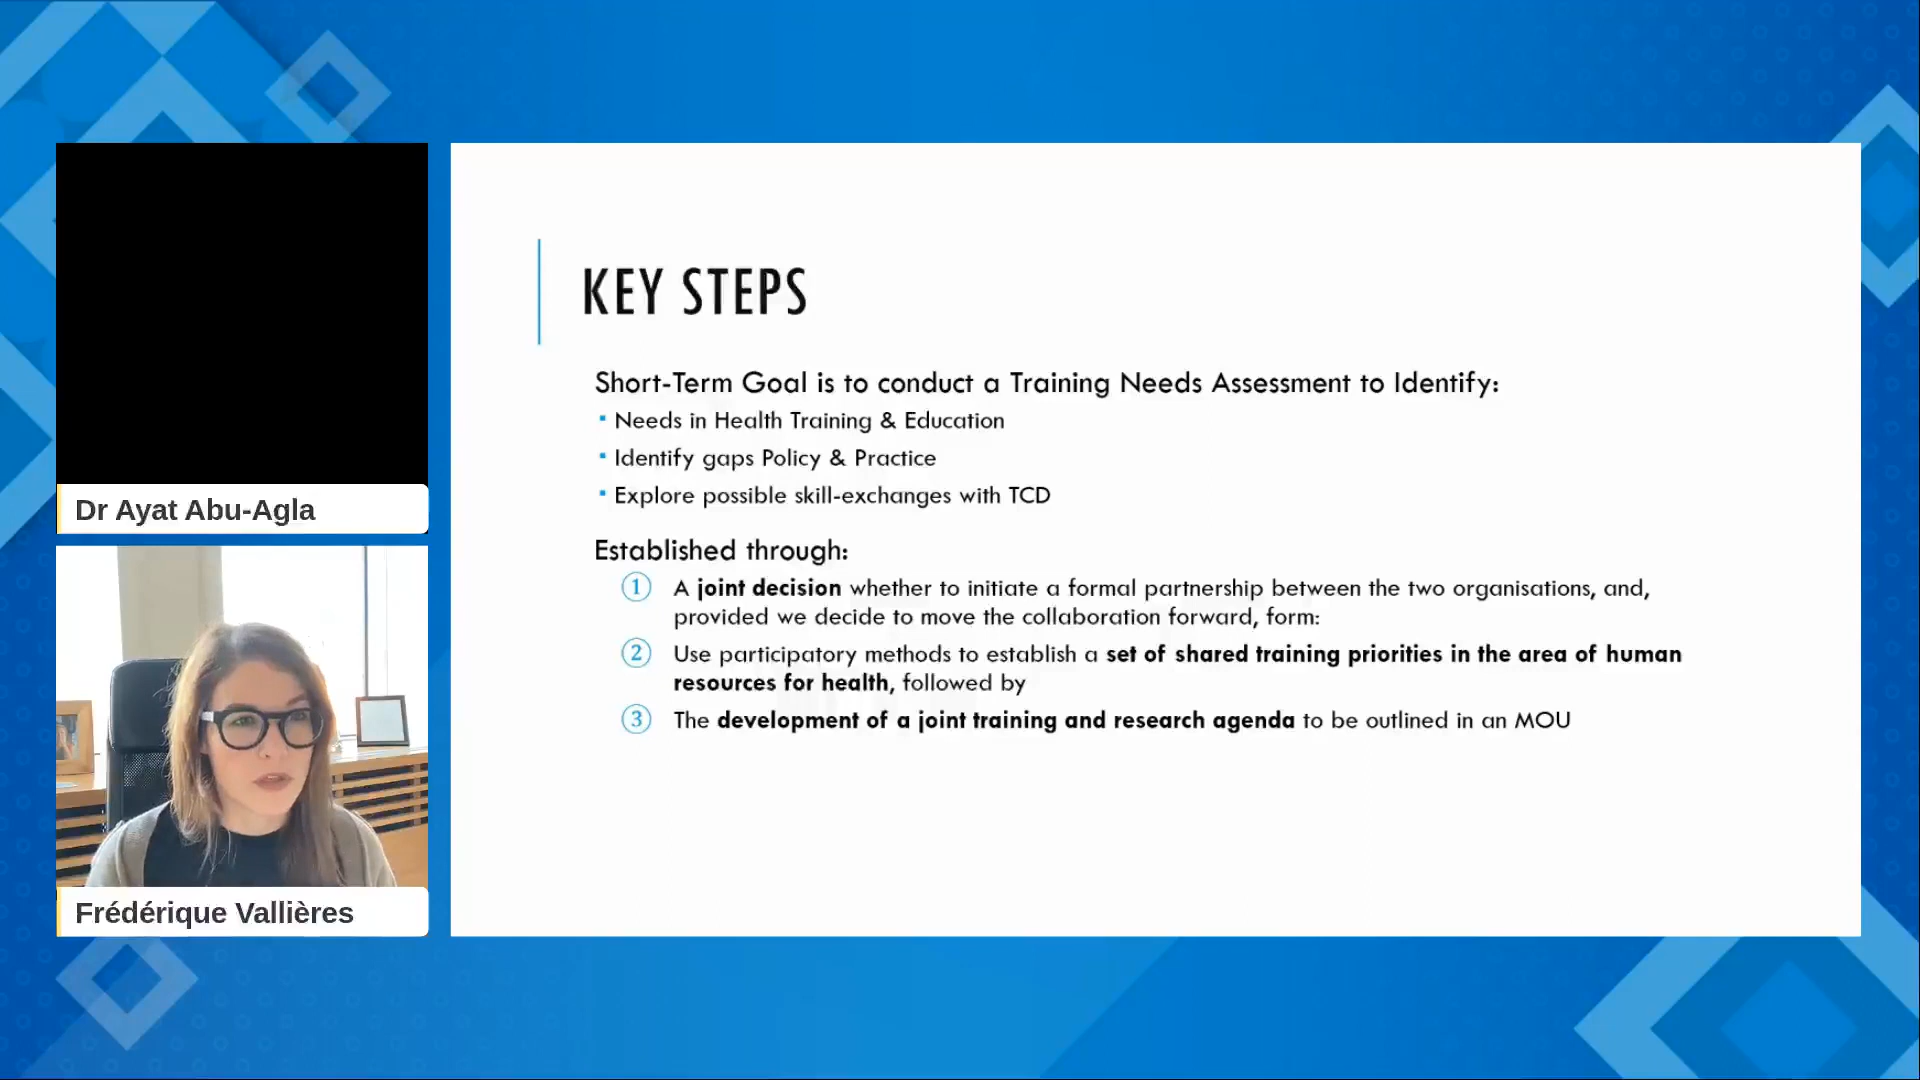 Dr Ayat Abu-Agla
Frédérique Vallières
KEY STEPS
Short-Term Goal is to conduct a Training Needs Assessment to Identify:
▪ Needs in Health Training & Education
▪ Identify gaps Policy & Practice
▪ Explore possible skill-exchanges with TCD
Established through:
1 A joint decision whether to initiate a formal partnership between the two organisations, and,
provided we decide to move the collaboration forward, form:
2 Use participatory methods to establish a set of shared training priorities in the area of human
resources for health, followed by
3 The development of a joint training and research agenda to be outlined in an MOU